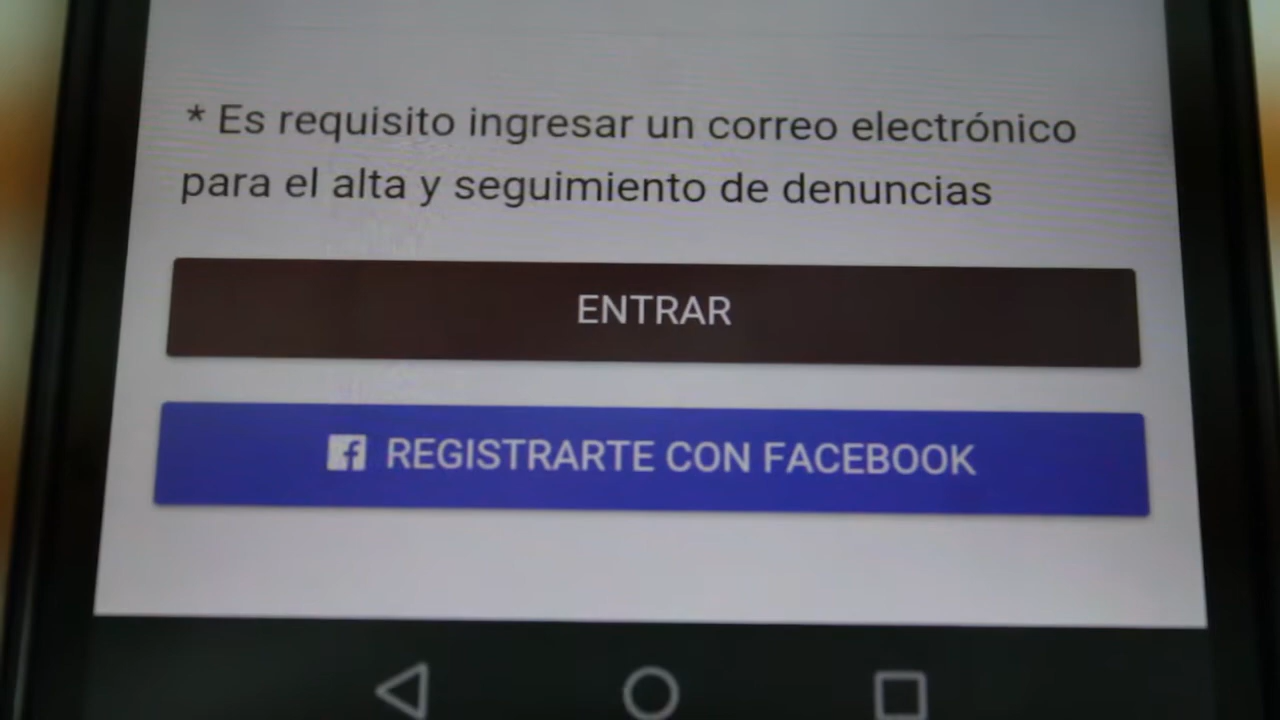 * Es requisito ingresar un correo electrónico
para el alta y seguimiento de denuncias
ENTRAR
REGISTRARTE CON FACEBOOK